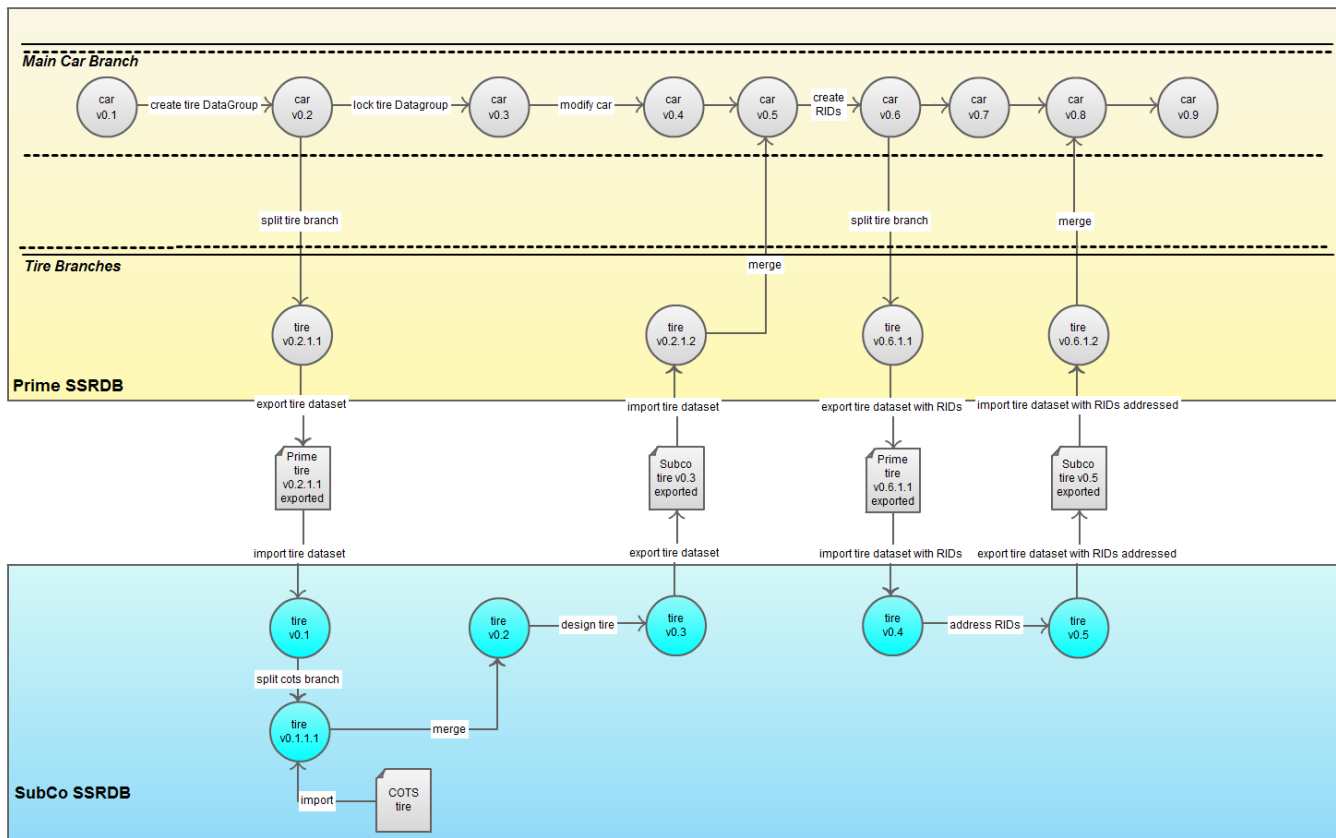 Main Car Branch
car
v0.1
create tire DataGroup
car
v0.2
lock tire Datagroup
car
v0.3
modify car
car
v0.4
car
v0.5
create
RIDs
car
v0.6
car
v0.7
car
v0.8
car
v0.9
split tire branch
split tire branch
merge
Tire Branches
merge
tire
v0.2.1.1
tire
v0.2.1.2
tire
v0.6.1.1
tire
v0.6.1.2
Prime SSRDB
export tire dataset
import tire dataset
export tire dataset with RIDs
import tire dataset with RIDs addressed
Prime
tire
v0.2.1.1
exported
Subco
tire v0.3
exported
Prime
tire
v0.6.1.1
exported
Subco
tire v0.5
exported
import tire dataset
export tire dataset
import tire dataset with RIDs
export tire dataset with RIDs addressed
tire
v0.1
tire
v0.2
design tire
tire
v0.3
tire
v0.4
address RIDs
tire
v0.5
split cots branch
tire
v0.1.1.1
merge
SubCo SSRDB
import
COTS
tire